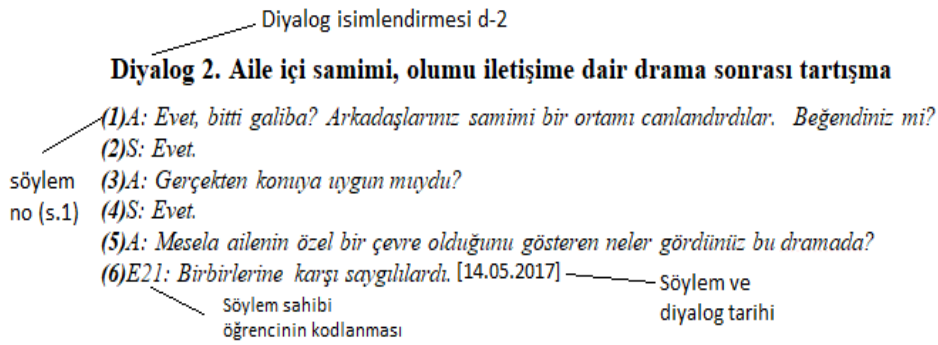 Diyalog isimlendirmesi d-2
Diyalog 2. Aile içi samimi, olumu iletişime dair drama sonrası tartışma
(1)A: Evet, bitti galiba? Arkadaşlarınız samimi bir ortamı canlandırdılar. Beğendiniz mi?
(2)S: Evet.
söylem no (s.1)
(3)A: Gerçekten konuya uygun muydu?
(4)S: Evet.
(5)A: Mesela ailenin özel bir çevre olduğunu gösteren neler gördünüz bu dramada?
(6)E21: Birbirlerine karşı saygılılardı. [14.05.2017]
Söylem ve
diyalog tarihi
Söylem sahibi
öğrencinin kodlanması